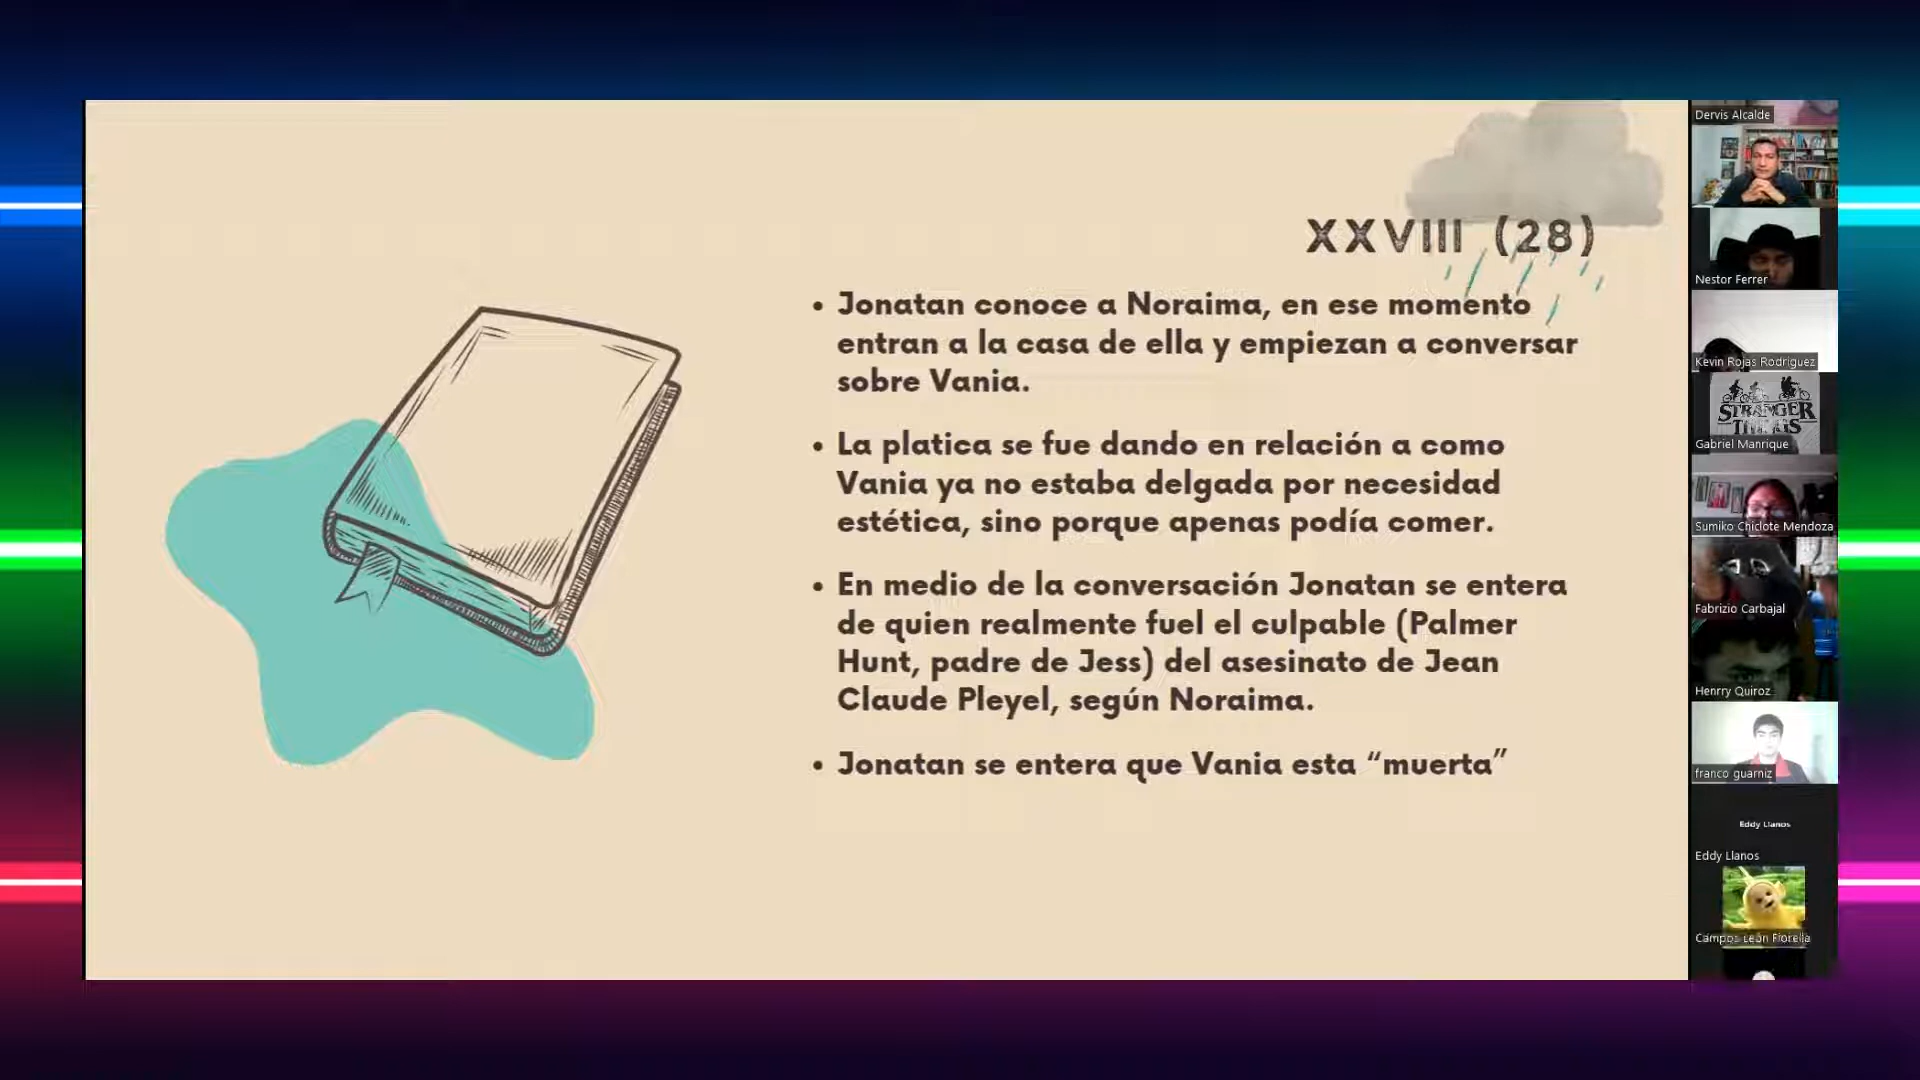 XXVIII (28)
• Jonatan conoce a Noraima, en ese momento
entran a la casa de ella y empiezan a conversar
sobre Vania.
• La platica se fue dando en relación a como
Vania ya no estaba delgada por necesidad
estética, sino porque apenas podía comer.
• En medio de la conversación Jonatan se entera
de quien realmente fuel el culpable (Palmer
Hunt, padre de Jess) del asesinato de Jean
Claude Pleyel, según Noraima.
• Jonatan se entera que Vania esta “muerta”
Dervis Alcalde
Nestor Ferrer
Kevin Rojas Rodriguez
STRANGER
THINGS
Gabriel Manrique
Sumiko Chiclote Mendoza
Fabrizio Carbajal
Henrry Quiroz
franco guarniz
Eddy Llanos
Eddy Llanos
Campos León Fiorella